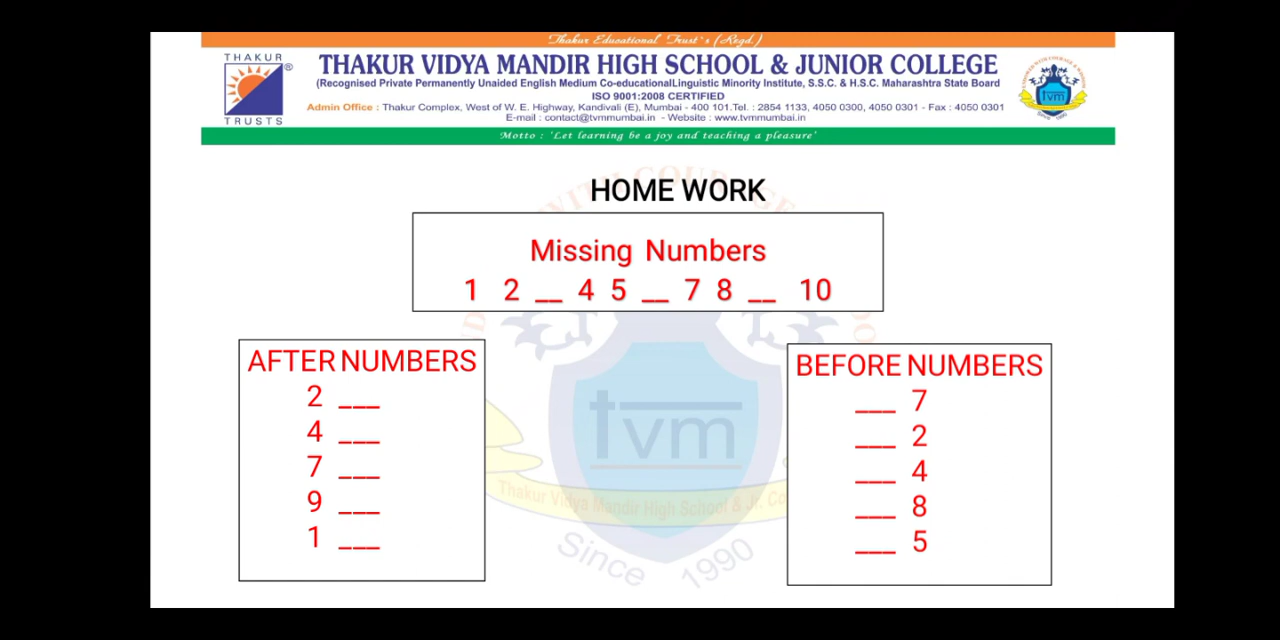 Thakur Educational Trust's (Regd.)
THAKUR
TRUSTS
®
THAKUR VIDYA MANDIR HIGH SCHOOL & JUNIOR COLLEGE
(Recognised Private Permanently Unaided English Medium Co-educationalLinguistic Minority Institute, S.S.C. & H.S.C. Maharashtra State Board
ISO 9001:2008 CERTIFIED
Admin Office : Thakur Complex, West of W. E. Highway, Kandivali (E), Mumbai - 400 101.Tel. : 2854 1133, 4050 0300, 4050 0301 - Fax : 4050 0301
E-mail : contact@tvmmumbai.in - Website : www.tvmmumbai.in
tvm
Since 1990
Motto : 'Let learning be a joy and teaching a pleasure'
HOME WORK
Missing Numbers
1 2 __ 4 5 __ 7 8 __ 10
AFTER NUMBERS
2 ___
4 ___
7 ___
9 ___
1 ___
BEFORE NUMBERS
___ 7
___ 2
___ 4
___ 8
___ 5
tvm
Thakur Vidya Mandir High School & Jr. Co
Since 1990